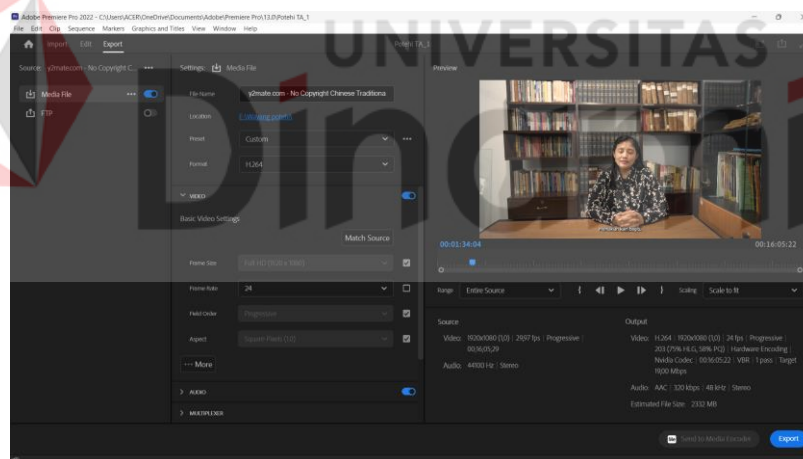 Adobe Premiere Pro 2022 - C:\Users\ACER\OneDrive\Documents\Adobe\Premiere Pro\13.0\Potehi TA_1
File Edit Clip Sequence Markers Graphics and Titles View Window Help
Import Edit Export
Potehi TA_1
UNIVERSITAS
Dinami
Source: y2mate.com - No Copyright C...
Media File
FTP
Settings: Media File
File Name y2mate.com - No Copyright Chinese Traditiona
Location
Preset Custom
Format H.264
VIDEO
Basic Video Settings
Match Source
Frame Size Full HD (1920 x 1080)
Frame Rate 24
Field Order Progressive
Aspect Square Pixels (1.0)
More
AUDIO
MULTIPLEXER
Preview
00:01:34:04 00:16:05:22
Range Entire Source Scaling Scale to fit
Source
Video: 1920x1080 (1,0) | 29,97 fps | Progressive |
00;16;05;29
Audio: 44100 Hz | Stereo
Output
Video: H.264 | 1920x1080 (1,0) | 24 fps | Progressive |
203 (75% HLG, 58% PQ) | Hardware Encoding |
Nvidia Codec | 00:16:05:22 | VBR | 1 pass | Target
19,00 Mbps
Audio: AAC | 320 kbps | 48 kHz | Stereo
Estimated File Size: 2332 MB
Send to Media Encoder
Export